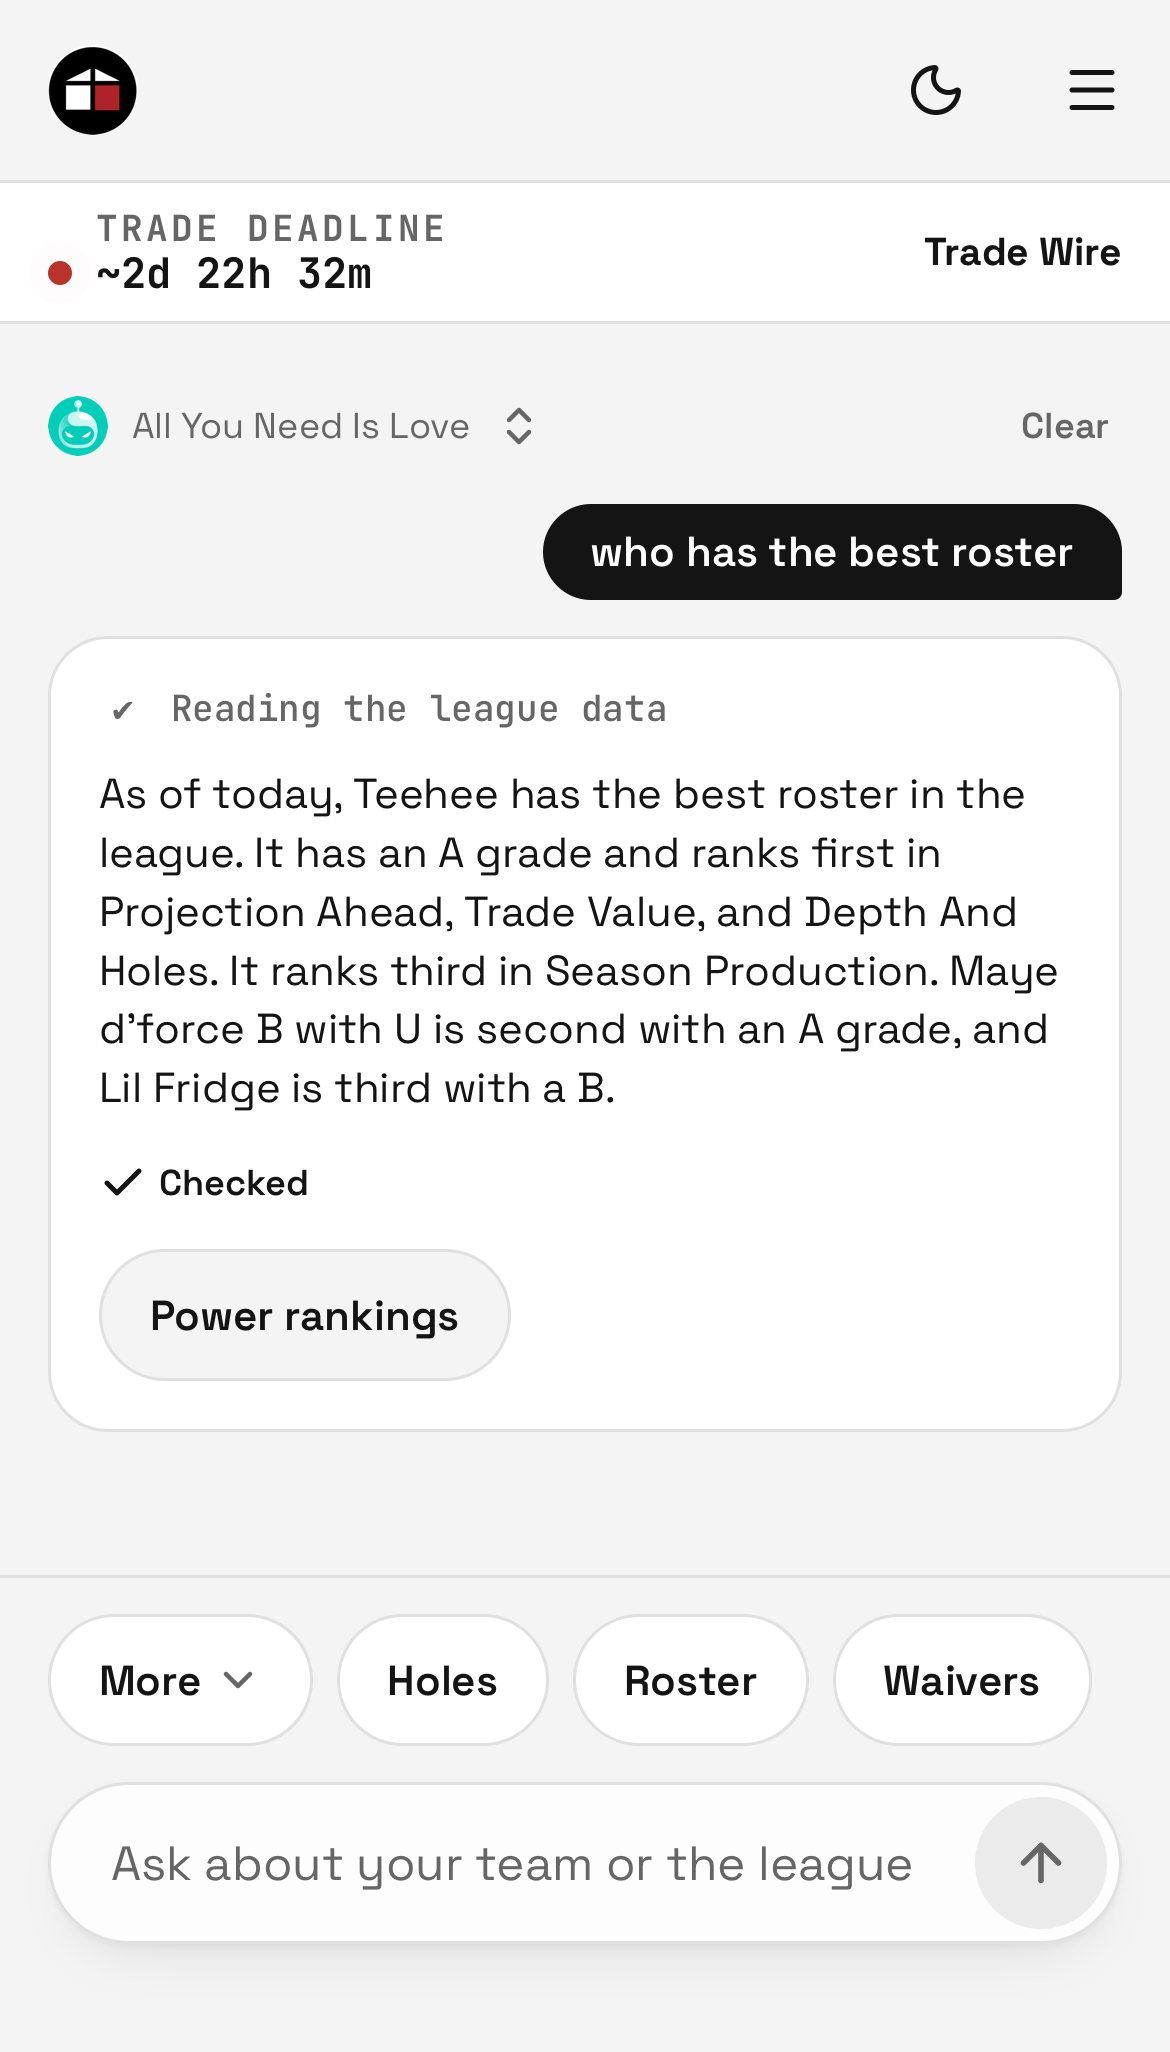 TRADE DEADLINE
~2d 22h 32m
Trade Wire
All You Need Is Love
Clear
who has the best roster
✔ Reading the league data
As of today, Teehee has the best roster in the
league. It has an A grade and ranks first in
Projection Ahead, Trade Value, and Depth And
Holes. It ranks third in Season Production. Maye
d’force B with U is second with an A grade, and
Lil Fridge is third with a B.
Checked
Power rankings
More
Holes
Roster
Waivers
Ask about your team or the league